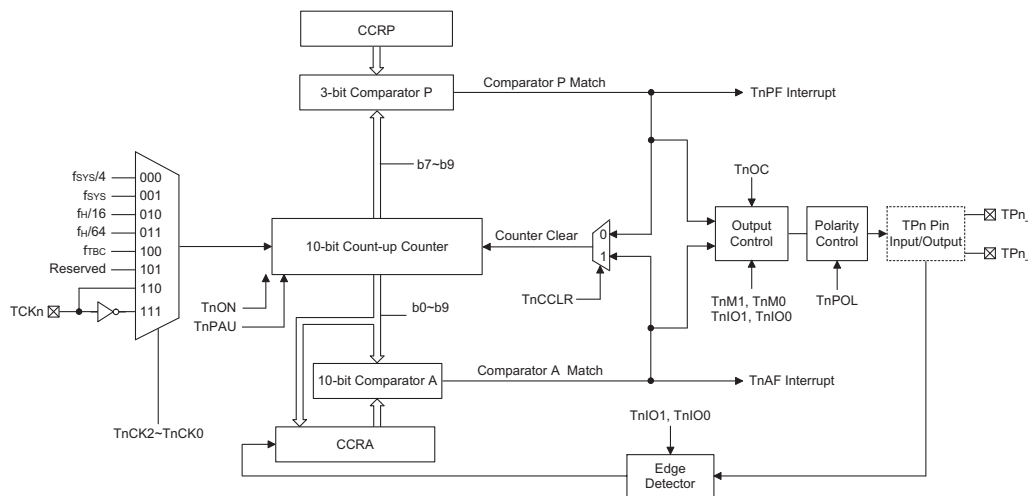 CCRP
3-bit Comparator P
Comparator P Match
TnPF Interrupt
b7~b9
fSYS/4
000
fSYS
001
fH/16
010
fH/64
011
fTBC
100
Reserved
101
110
TCKn
111
TnCK2~TnCK0
10-bit Count-up Counter
Counter Clear
0
1
TnCCLR
TnON
TnPAU
b0~b9
TnOC
Output
Control
TnM1, TnM0
TnIO1, TnIO0
Polarity
Control
TnPOL
TPn Pin
Input/Output
TPn_
TPn_
10-bit Comparator A
Comparator A Match
TnAF Interrupt
CCRA
TnIO1, TnIO0
Edge
Detector